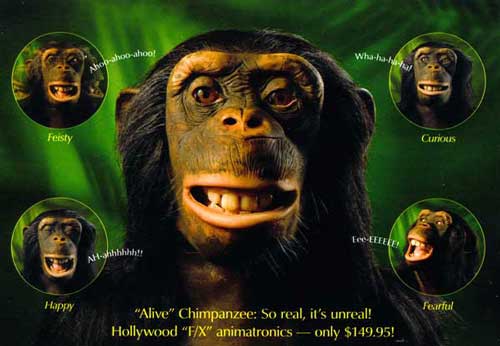 Ahoo-ahoo-ahoo!
Wha-ha-ha-ha!
Feisty
Curious
AH-ahhhhhh!!
Eee-EEEEEE!
Happy
Fearful
“Alive” Chimpanzee: So real, it’s unreal!
Hollywood “F/X” animatronics — only $149.95!